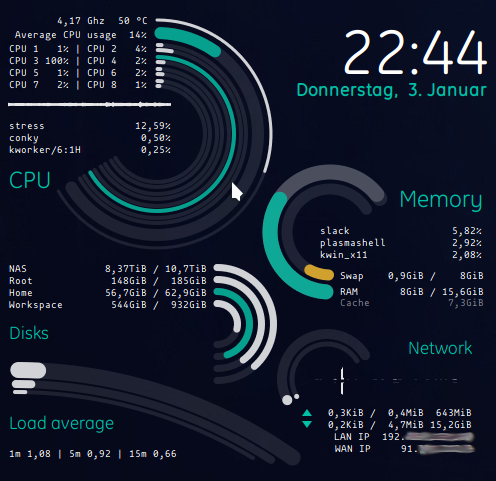 4,17 Ghz 50 °C
Average CPU usage 14%
CPU 1 1% | CPU 2 4%
CPU 3 100% | CPU 4 2%
CPU 5 1% | CPU 6 2%
CPU 7 2% | CPU 8 1%
22:44
Donnerstag, 3. Januar
stress 12,59%
conky 0,50%
kworker/6:1H 0,25%
CPU
Memory
slack 5,82%
plasmashell 2,92%
kwin_x11 2,08%
Swap 0,9GiB / 8GiB
RAM 8GiB / 15,6GiB
Cache 7,3GiB
NAS 8,37TiB / 10,7TiB
Root 148GiB / 185GiB
Home 56,7GiB / 62,9GiB
Workspace 544GiB / 932GiB
Disks
Network
0,3KiB / 0,4MiB 643MiB
0,2KiB / 4,7MiB 15,2GiB
LAN IP 192.
WAN IP 91.
Load average
1m 1,08 | 5m 0,92 | 15m 0,66